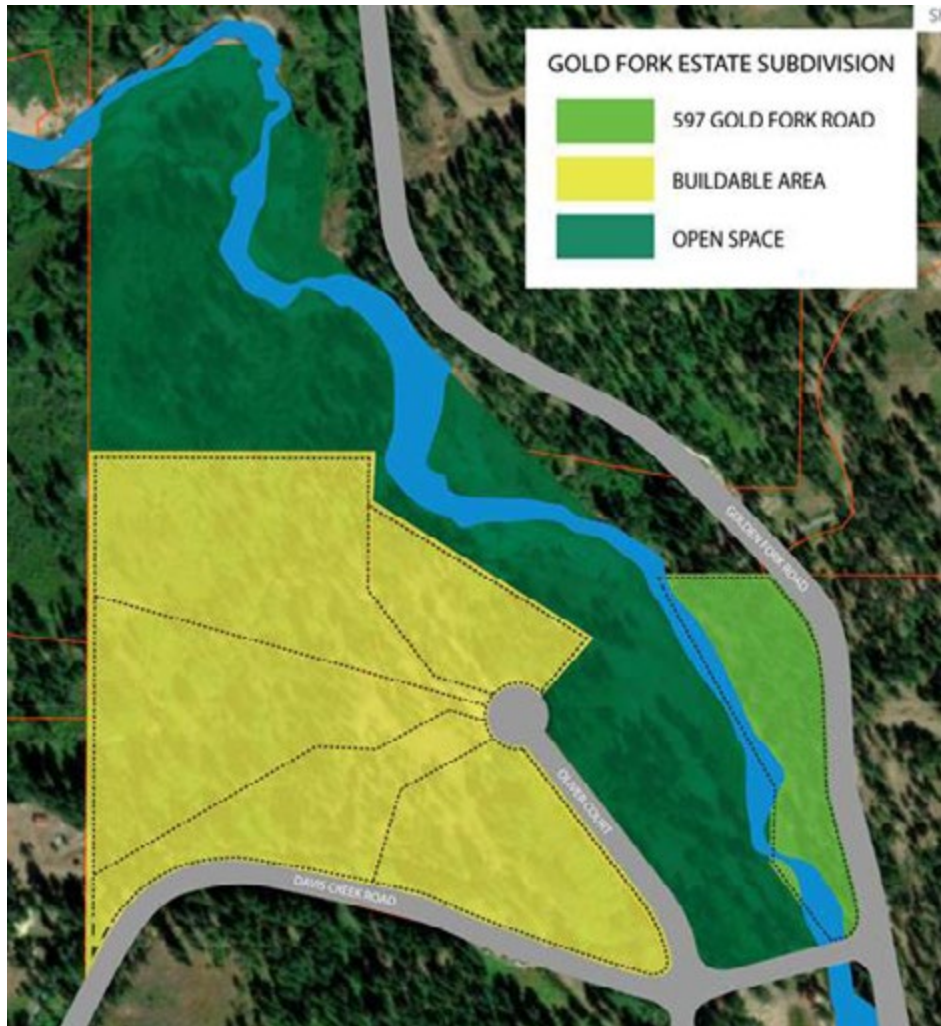 GOLD FORK ESTATE SUBDIVISION
597 GOLD FORK ROAD
BUILDABLE AREA
OPEN SPACE
GOLDEN FORK ROAD
OLIVER COURT
DAVIS CREEK ROAD